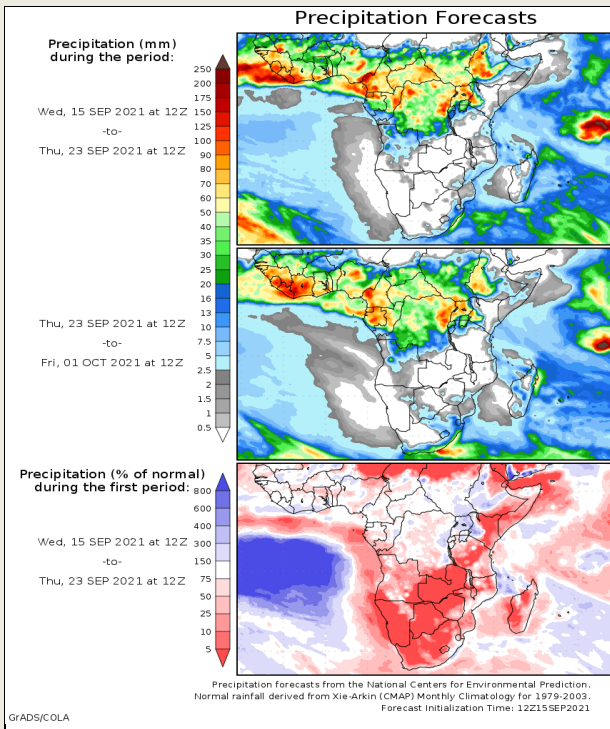 Precipitation Forecasts
Precipitation (mm)
during the period:
Wed, 15 SEP 2021 at 12Z
-to-
Thu, 23 SEP 2021 at 12Z
250
200
175
150
125
100
90
80
70
60
50
40
35
30
25
20
16
13
10
7.5
5
2.5
2
1.5
1
0.5
Thu, 23 SEP 2021 at 12Z
-to-
Fri, 01 OCT 2021 at 12Z
Precipitation (% of normal)
during the first period:
Wed, 15 SEP 2021 at 12Z
-to-
Thu, 23 SEP 2021 at 12Z
800
600
400
300
150
75
50
25
10
5
Precipitation forecasts from the National Centers for Environmental Prediction.
Normal rainfall derived from Xie-Arkin (CMAP) Monthly Climatology for 1979-2003.
Forecast Initialization Time: 12Z15SEP2021
GrADS/COLA